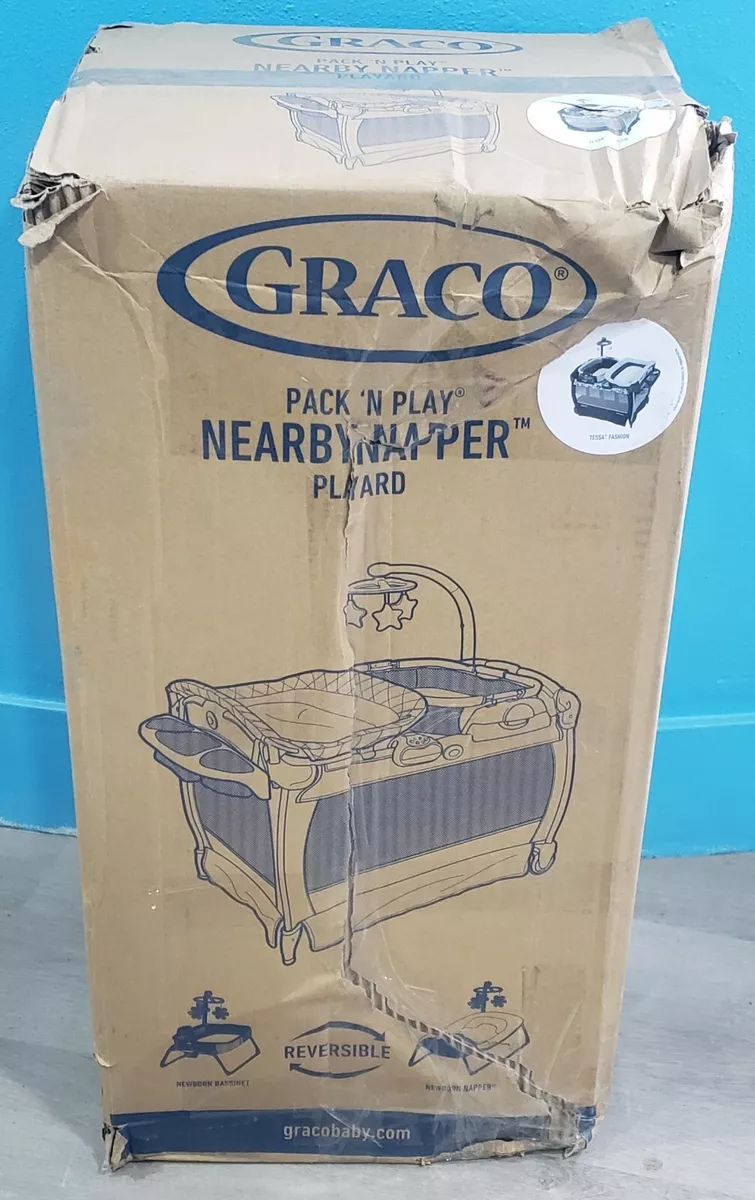 GRACO
PACK 'N PLAY®
NEARBY NAPPER™
PLAYARD
GRACO®
PACK 'N PLAY®
NEARBY NAPPER™
PLAYARD
TESSA™ FASHION
REVERSIBLE
NEWBORN BASSINET
NEWBORN NAPPER™
gracobaby.com